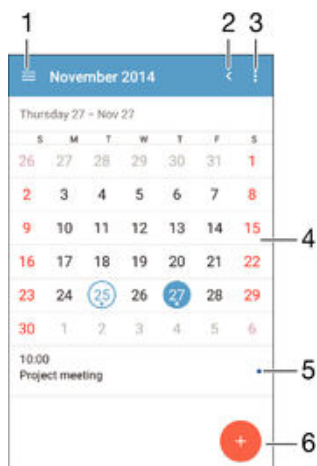 1 2 3
November 2014
Thursday 27 – Nov 27
S M T W T F S
26 27 28 29 30 31 1
2 3 4 5 6 7 8
9 10 11 12 13 14 15
4
16 17 18 19 20 21 22
23 24 25 26 27 28 29
30 1 2 3 4 5 6
10:00
Project meeting
5
+ 6